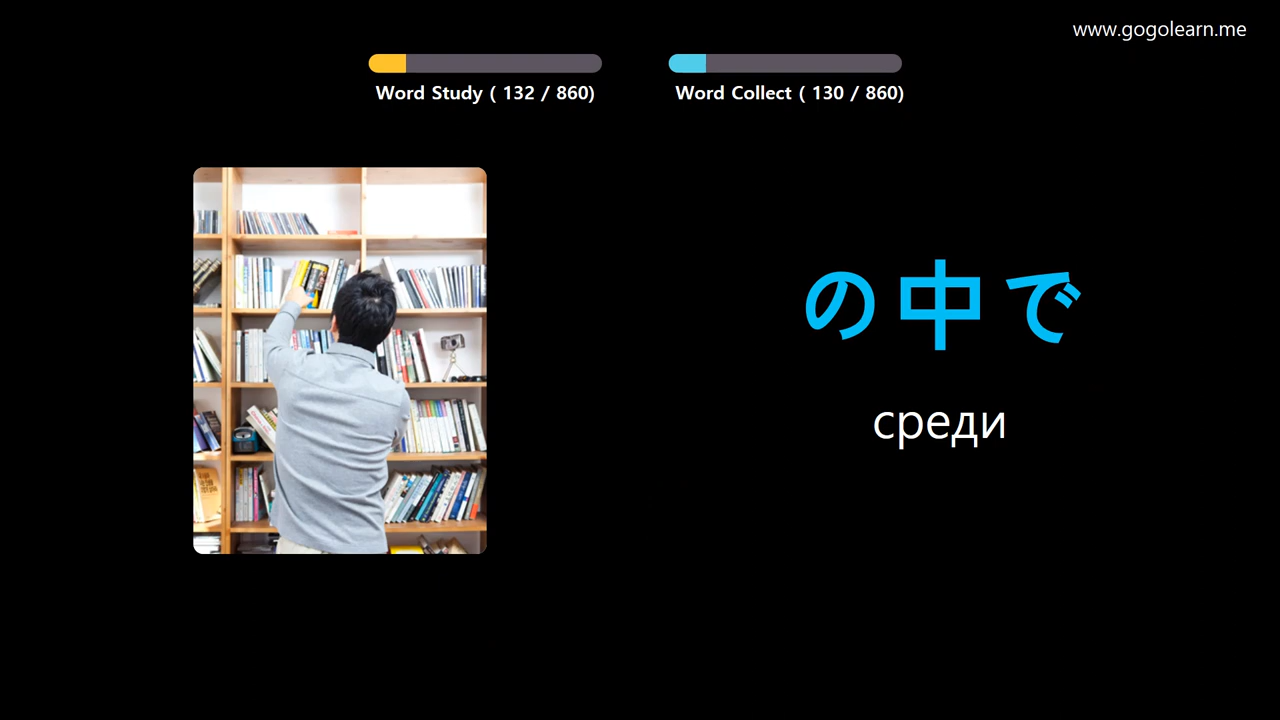 www.gogolearn.me
Word Study ( 132 / 860)
Word Collect ( 130 / 860)
の中で
среди